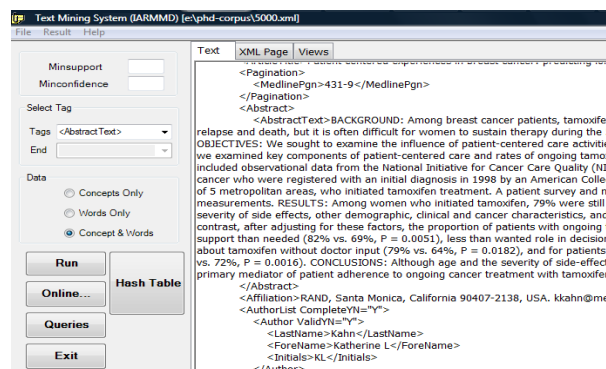 Text Mining System (IARMMD) [e:\phd-corpus\5000.xml]
File Result Help
Minsupport
Minconfidence
Select Tag
Tags <AbstractText>
End
Data
Concepts Only
Words Only
Concept & Words
Run
Online...
Queries
Exit
Hash Table
Text XML Page Views
<Pagination>
<MedlinePgn>431-9</MedlinePgn>
</Pagination>
<Abstract>
<AbstractText>BACKGROUND: Among breast cancer patients, tamoxife
relapse and death, but it is often difficult for women to sustain therapy during the
OBJECTIVES: We sought to examine the influence of patient-centered care activitie
we examined key components of patient-centered care and rates of ongoing tamo
included observational data from the National Initiative for Cancer Care Quality (NI
cancer who were registered with an initial diagnosis in 1998 by an American Colle
of 5 metropolitan areas, who initiated tamoxifen treatment. A patient survey and m
measurements. RESULTS: Among women who initiated tamoxifen, 79% were still
severity of side effects, other demographic, clinical and cancer characteristics, and
contrast, after adjusting for these factors, the proportion of patients with ongoing
support than needed (82% vs. 69%, P = 0.0051), less than wanted role in decision
about tamoxifen without doctor input (79% vs. 64%, P = 0.0182), and for patients
vs. 72%, P = 0.0016). CONCLUSIONS: Although age and the severity of side-effect
primary mediator of patient adherence to ongoing cancer treatment with tamoxife
</Abstract>
<Affiliation>RAND, Santa Monica, California 90407-2138, USA. kkahn@me
<AuthorList CompleteYN="Y">
<Author ValidYN="Y">
<LastName>Kahn</LastName>
<ForeName>Katherine L</ForeName>
<Initials>KL</Initials>
</Author>